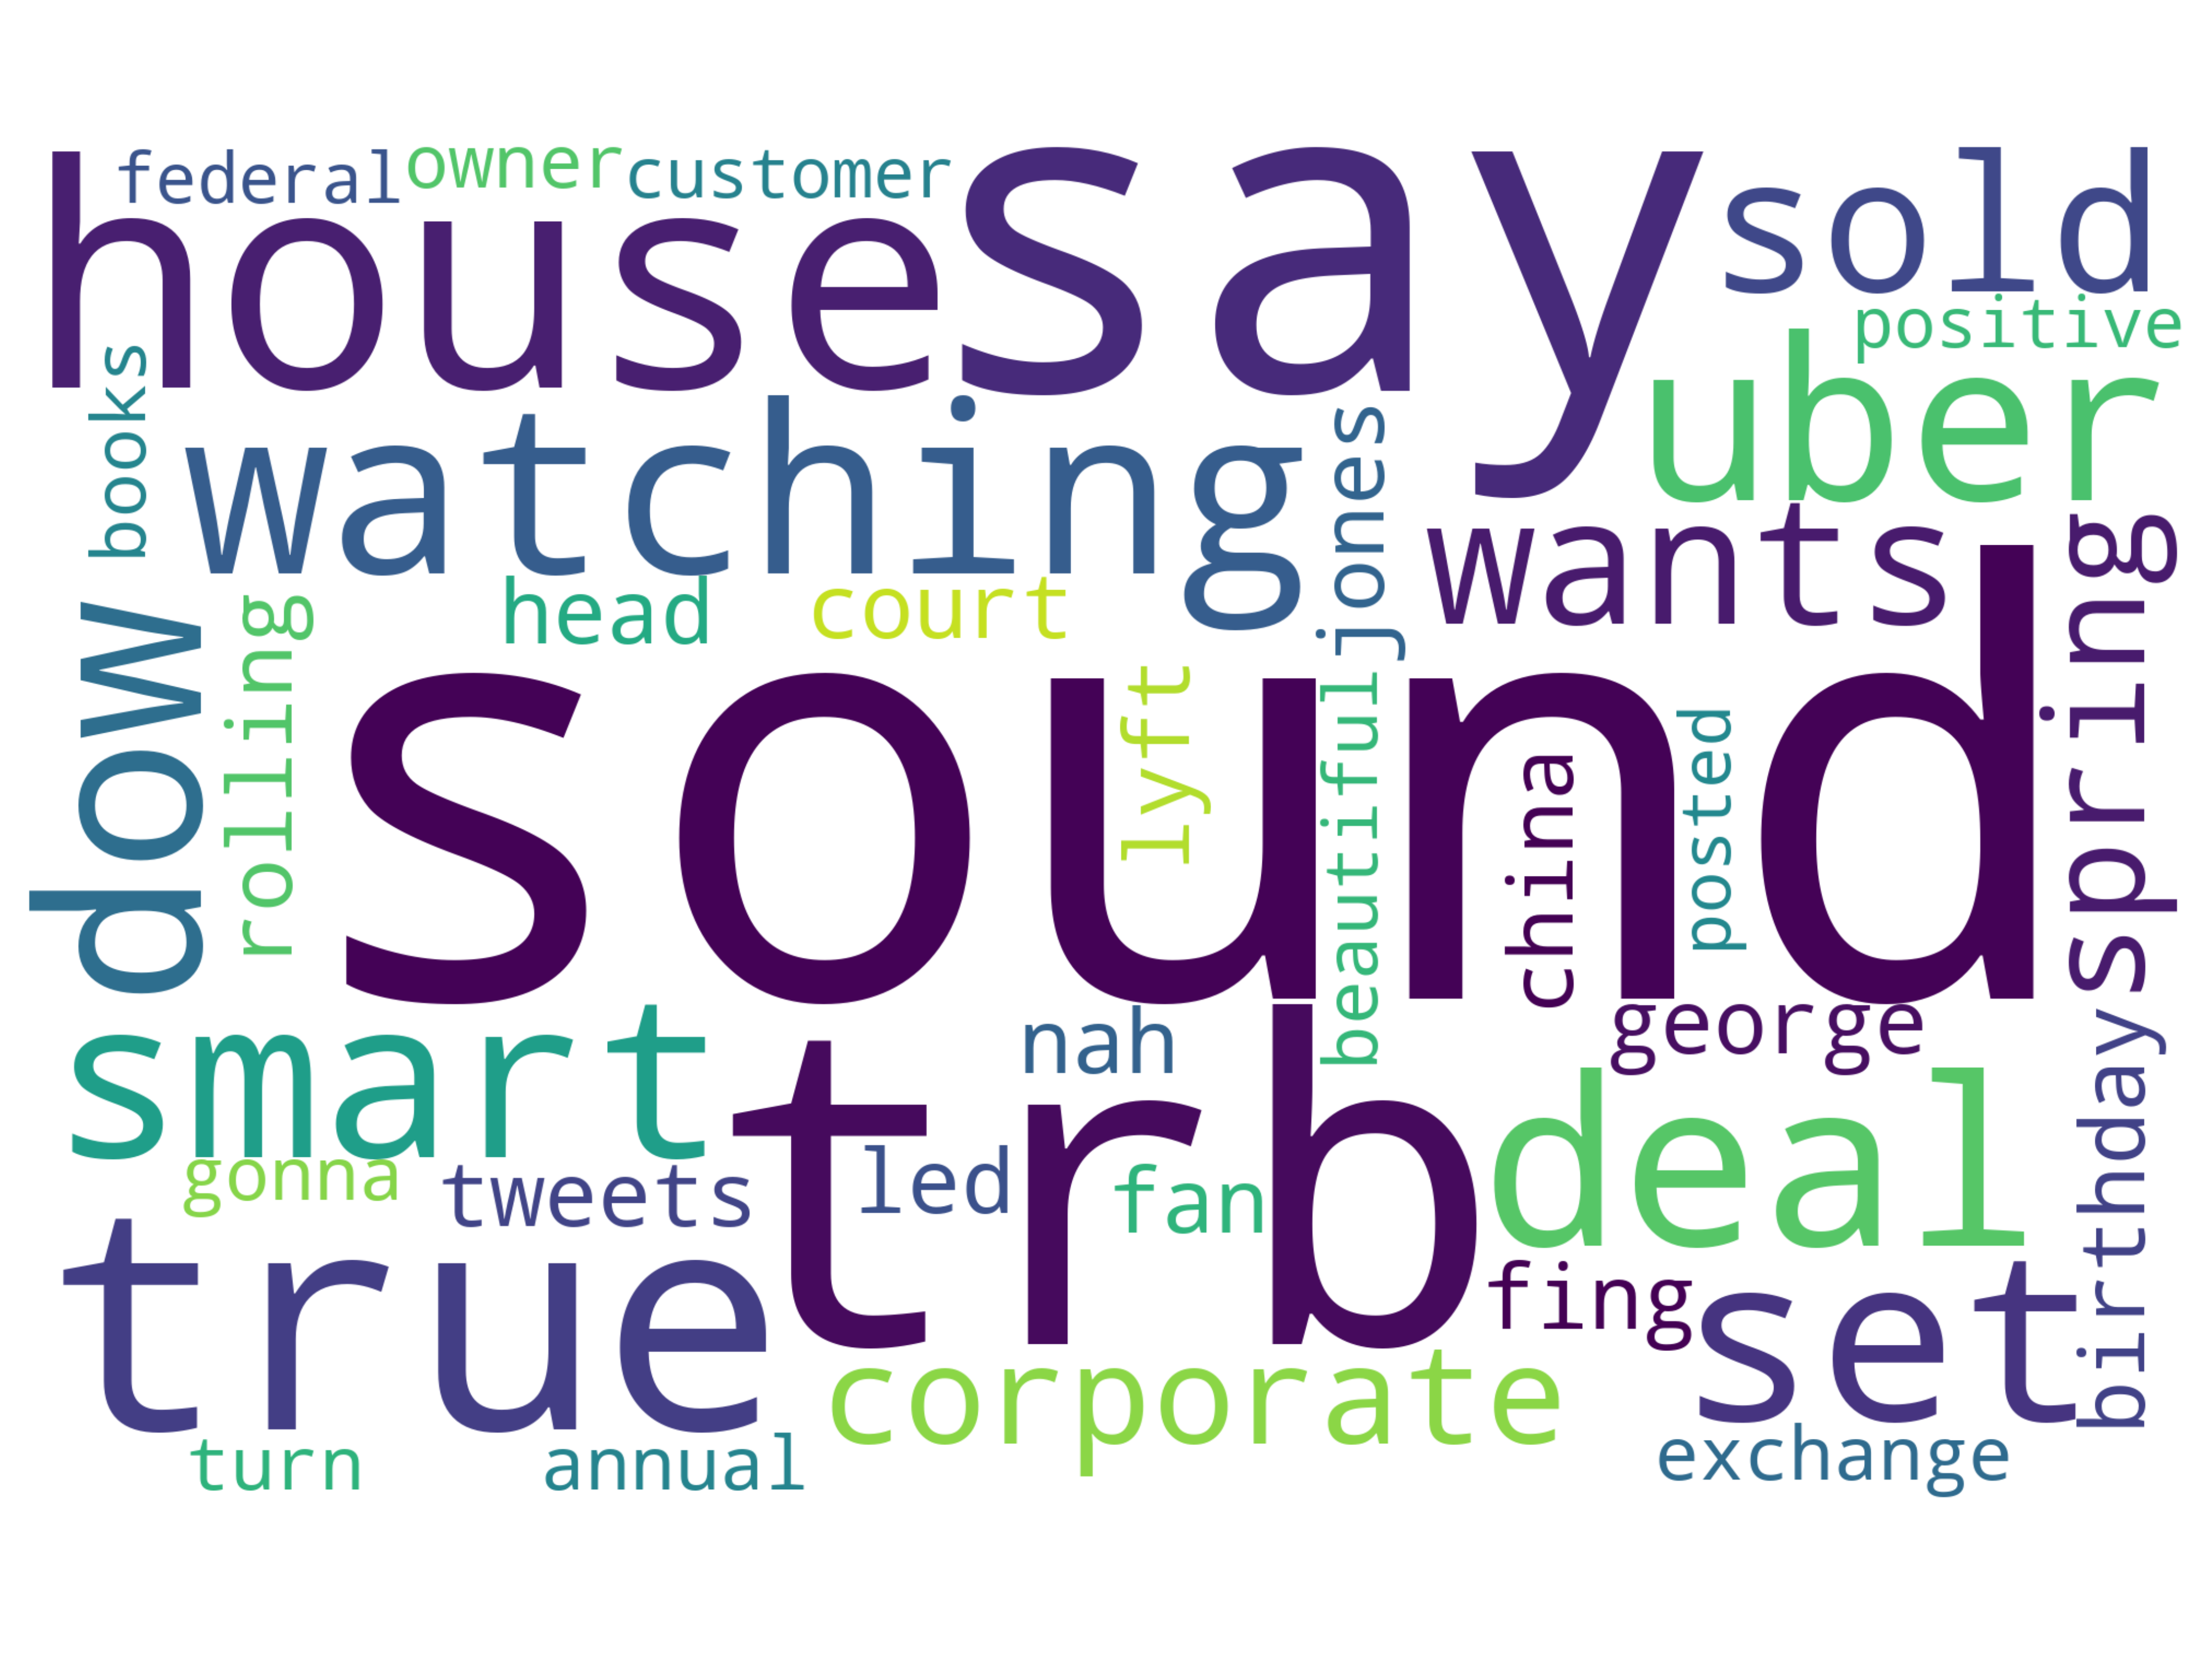 federal owner customer
house say sold
positive
books watching jones uber
wants
head court
dow rolling sound lyft spring
beautiful china posted
smart nah george
trb deal
gonna tweets led fan birthday
true fing set
corporate
turn annual exchange